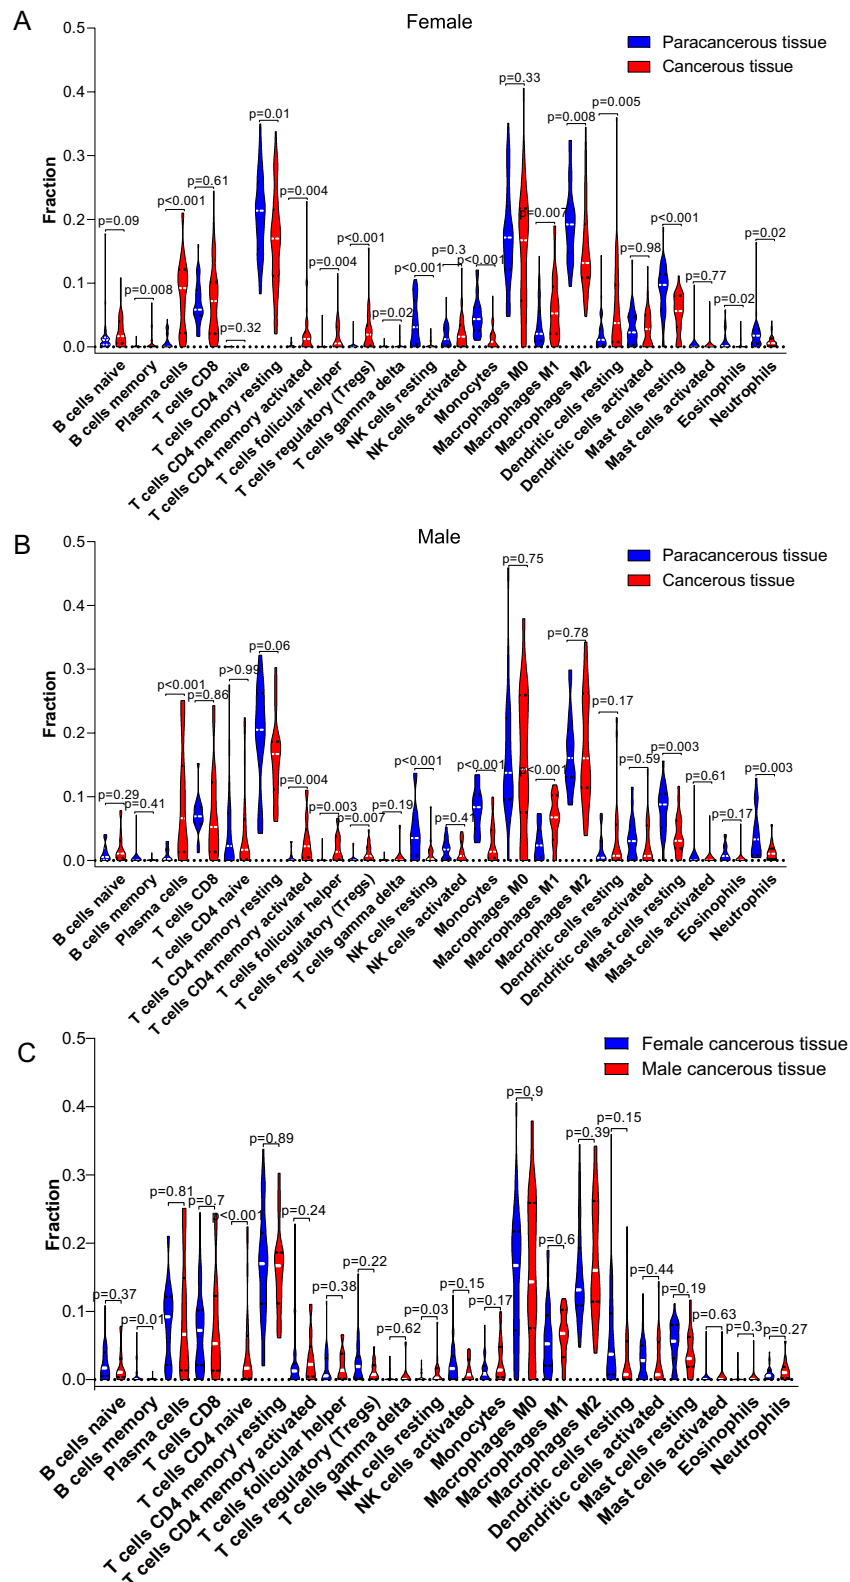 A
Female
Paracancerous tissue
Cancerous tissue
Fraction
0.5
0.4
0.3
0.2
0.1
0.0
p=0.09
p=0.008
p<0.001
p=0.61
p=0.32
p=0.01
p=0.004
p=0.004
p<0.001
p=0.02
p<0.001
p=0.3
p<0.001
p=0.33
p=0.007
p=0.008
p=0.005
p=0.98
p<0.001
p=0.77
p=0.02
p=0.02
B cells naive
B cells memory
Plasma cells
T cells CD8
T cells CD4 naive
T cells CD4 memory resting
T cells CD4 memory activated
T cells follicular helper
T cells regulatory (Tregs)
T cells gamma delta
NK cells resting
NK cells activated
Monocytes
Macrophages M0
Macrophages M1
Macrophages M2
Dendritic cells resting
Dendritic cells activated
Mast cells resting
Mast cells activated
Eosinophils
Neutrophils
B
Male
Paracancerous tissue
Cancerous tissue
Fraction
0.5
0.4
0.3
0.2
0.1
0.0
p=0.29
p=0.41
p<0.001
p=0.86
p>0.99
p=0.06
p=0.004
p=0.003
p=0.007
p=0.19
p<0.001
p=0.41
p<0.001
p=0.75
p<0.001
p=0.78
p=0.17
p=0.59
p=0.003
p=0.61
p=0.17
p=0.003
B cells naive
B cells memory
Plasma cells
T cells CD8
T cells CD4 naive
T cells CD4 memory resting
T cells CD4 memory activated
T cells follicular helper
T cells regulatory (Tregs)
T cells gamma delta
NK cells resting
NK cells activated
Monocytes
Macrophages M0
Macrophages M1
Macrophages M2
Dendritic cells resting
Dendritic cells activated
Mast cells resting
Mast cells activated
Eosinophils
Neutrophils
C
Female cancerous tissue
Male cancerous tissue
Fraction
0.5
0.4
0.3
0.2
0.1
0.0
p=0.37
p=0.01
p=0.81
p=0.7
p<0.001
p=0.89
p=0.24
p=0.38
p=0.22
p=0.62
p=0.03
p=0.15
p=0.17
p=0.9
p=0.6
p=0.39
p=0.15
p=0.44
p=0.19
p=0.63
p=0.3
p=0.27
B cells naive
B cells memory
Plasma cells
T cells CD8
T cells CD4 naive
T cells CD4 memory resting
T cells CD4 memory activated
T cells follicular helper
T cells regulatory (Tregs)
T cells gamma delta
NK cells resting
NK cells activated
Monocytes
Macrophages M0
Macrophages M1
Macrophages M2
Dendritic cells resting
Dendritic cells activated
Mast cells resting
Mast cells activated
Eosinophils
Neutrophils